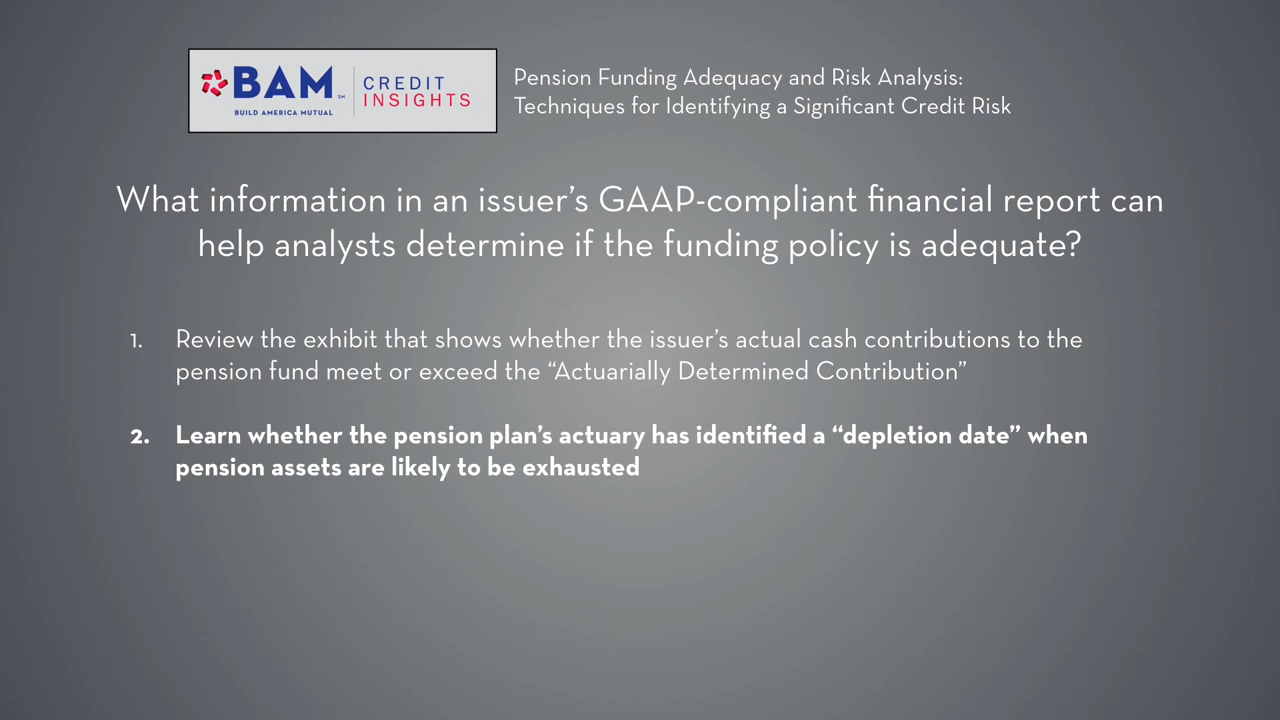 BAM SM
BUILD AMERICA MUTUAL
CREDIT
INSIGHTS
Pension Funding Adequacy and Risk Analysis:
Techniques for Identifying a Significant Credit Risk
What information in an issuer’s GAAP-compliant financial report can
help analysts determine if the funding policy is adequate?
1. Review the exhibit that shows whether the issuer’s actual cash contributions to the
pension fund meet or exceed the “Actuarially Determined Contribution”
2. Learn whether the pension plan’s actuary has identified a “depletion date” when
pension assets are likely to be exhausted